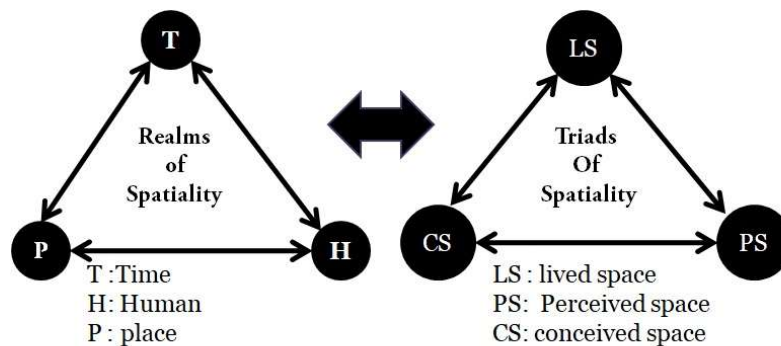 T
Realms
of
Spatiality
P
H
T :Time
H: Human
P : place
LS
Triads
Of
Spatiality
CS
PS
LS : lived space
PS:  Perceived space
CS: conceived space